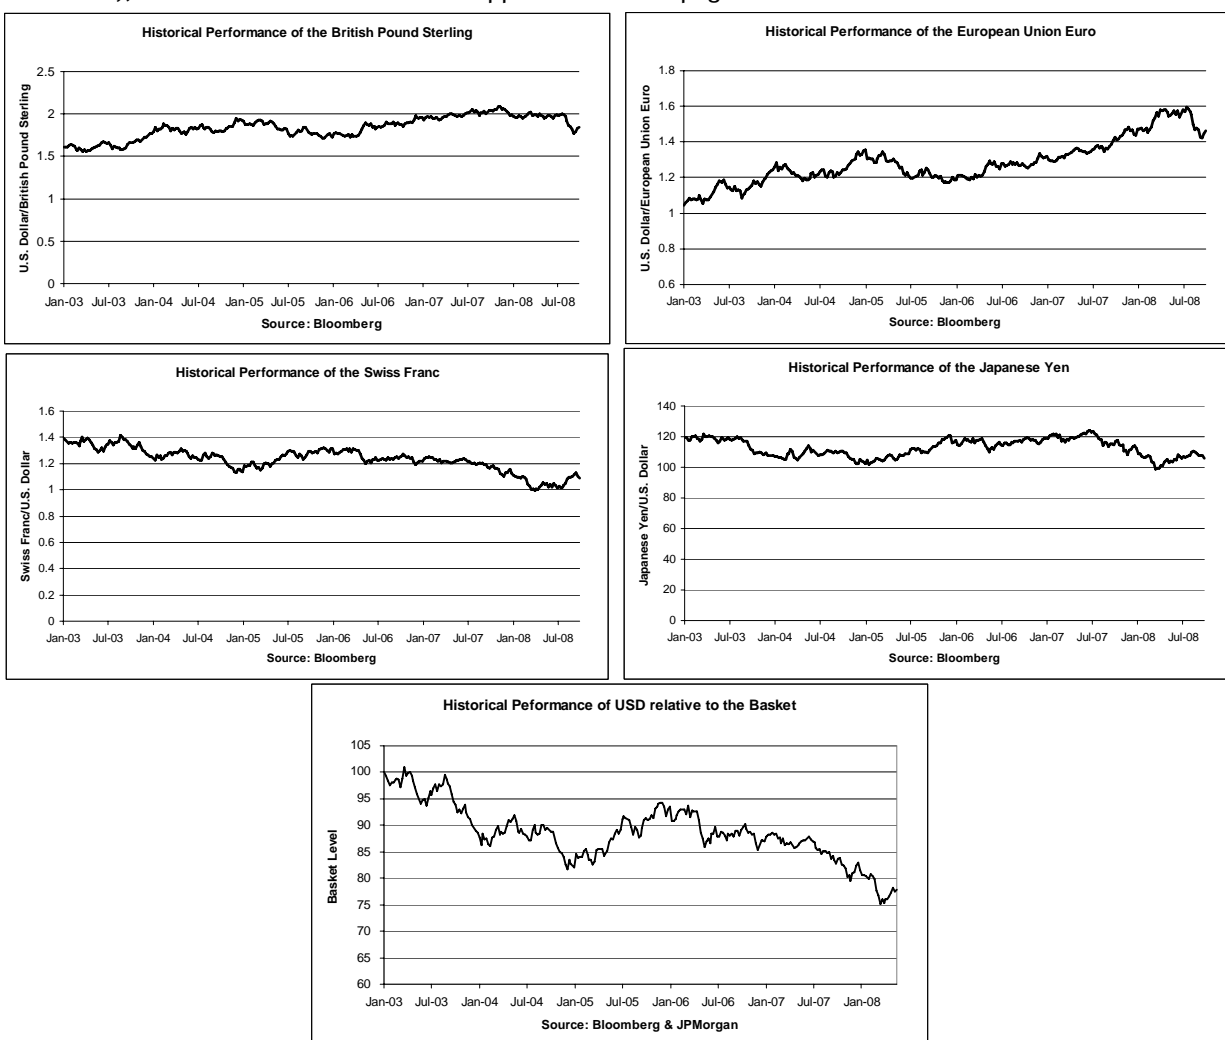 Historical Performance of the British Pound Sterling
U.S. Dollar/British Pound Sterling
2.5
2
1.5
1
0.5
0
Jan-03 Jul-03 Jan-04 Jul-04 Jan-05 Jul-05 Jan-06 Jul-06 Jan-07 Jul-07 Jan-08 Jul-08
Source: Bloomberg
Historical Performance of the European Union Euro
U.S. Dollar/European Union Euro
1.8
1.6
1.4
1.2
1
0.8
0.6
Jan-03 Jul-03 Jan-04 Jul-04 Jan-05 Jul-05 Jan-06 Jul-06 Jan-07 Jul-07 Jan-08 Jul-08
Source: Bloomberg
Historical Performance of the Swiss Franc
Swiss Franc/U.S. Dollar
1.6
1.4
1.2
1
0.8
0.6
0.4
0.2
0
Jan-03 Jul-03 Jan-04 Jul-04 Jan-05 Jul-05 Jan-06 Jul-06 Jan-07 Jul-07 Jan-08 Jul-08
Source: Bloomberg
Historical Performance of the Japanese Yen
Japanese Yen/U.S. Dollar
140
120
100
80
60
40
20
0
Jan-03 Jul-03 Jan-04 Jul-04 Jan-05 Jul-05 Jan-06 Jul-06 Jan-07 Jul-07 Jan-08 Jul-08
Source: Bloomberg
Historical Peformance of USD relative to the Basket
Basket Level
105
100
95
90
85
80
75
70
65
60
Jan-03 Jul-03 Jan-04 Jul-04 Jan-05 Jul-05 Jan-06 Jul-06 Jan-07 Jul-07 Jan-08
Source: Bloomberg & JPMorgan